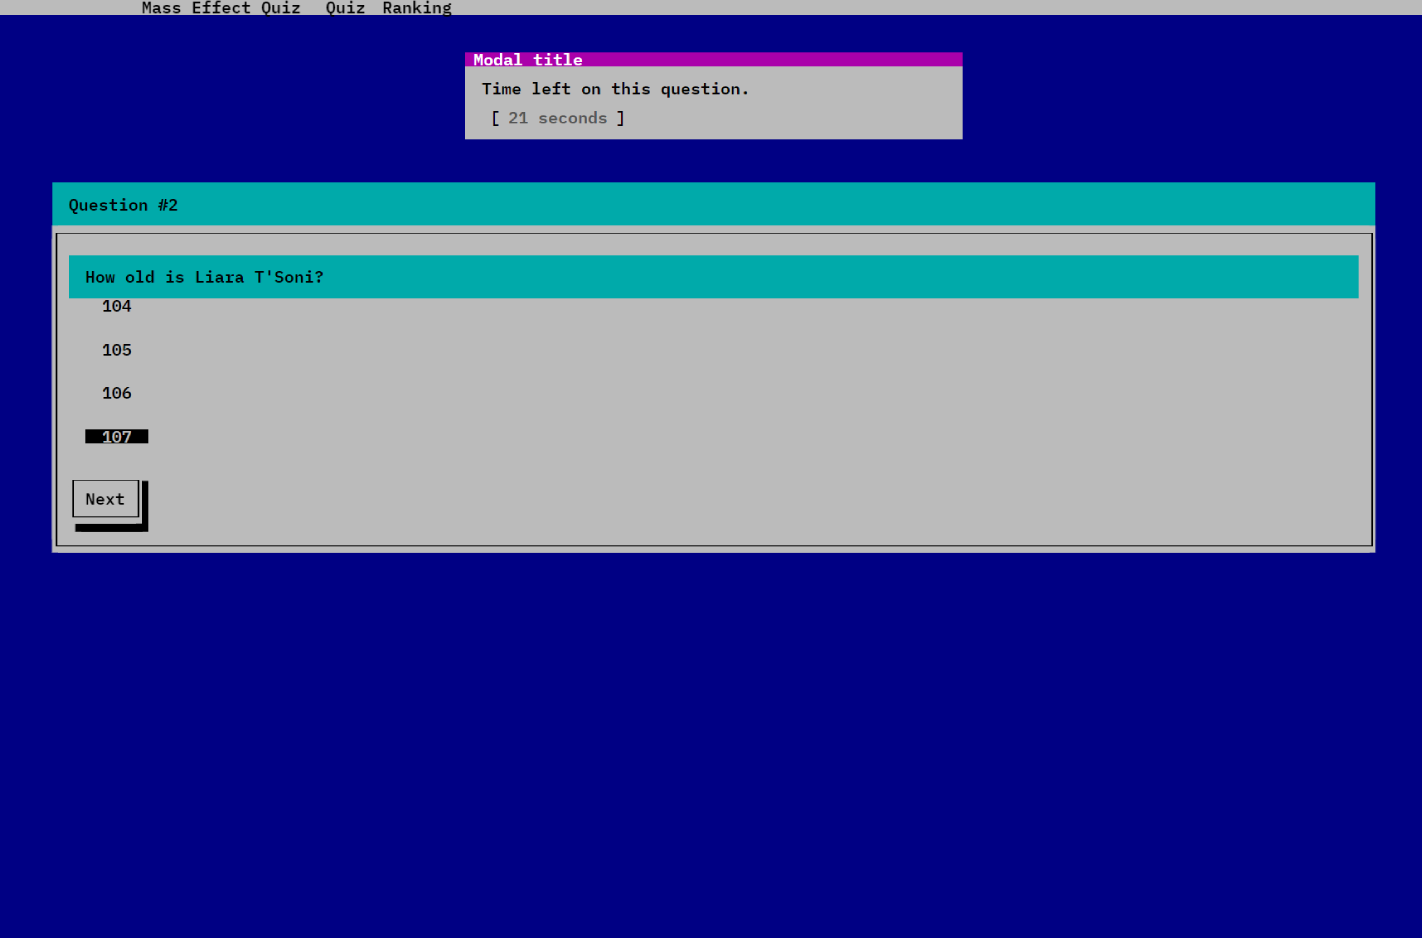 Mass Effect Quiz Quiz Ranking
Modal title
Time left on this question.
[ 21 seconds ]
Question #2
How old is Liara T'Soni?
104
105
106
107
Next